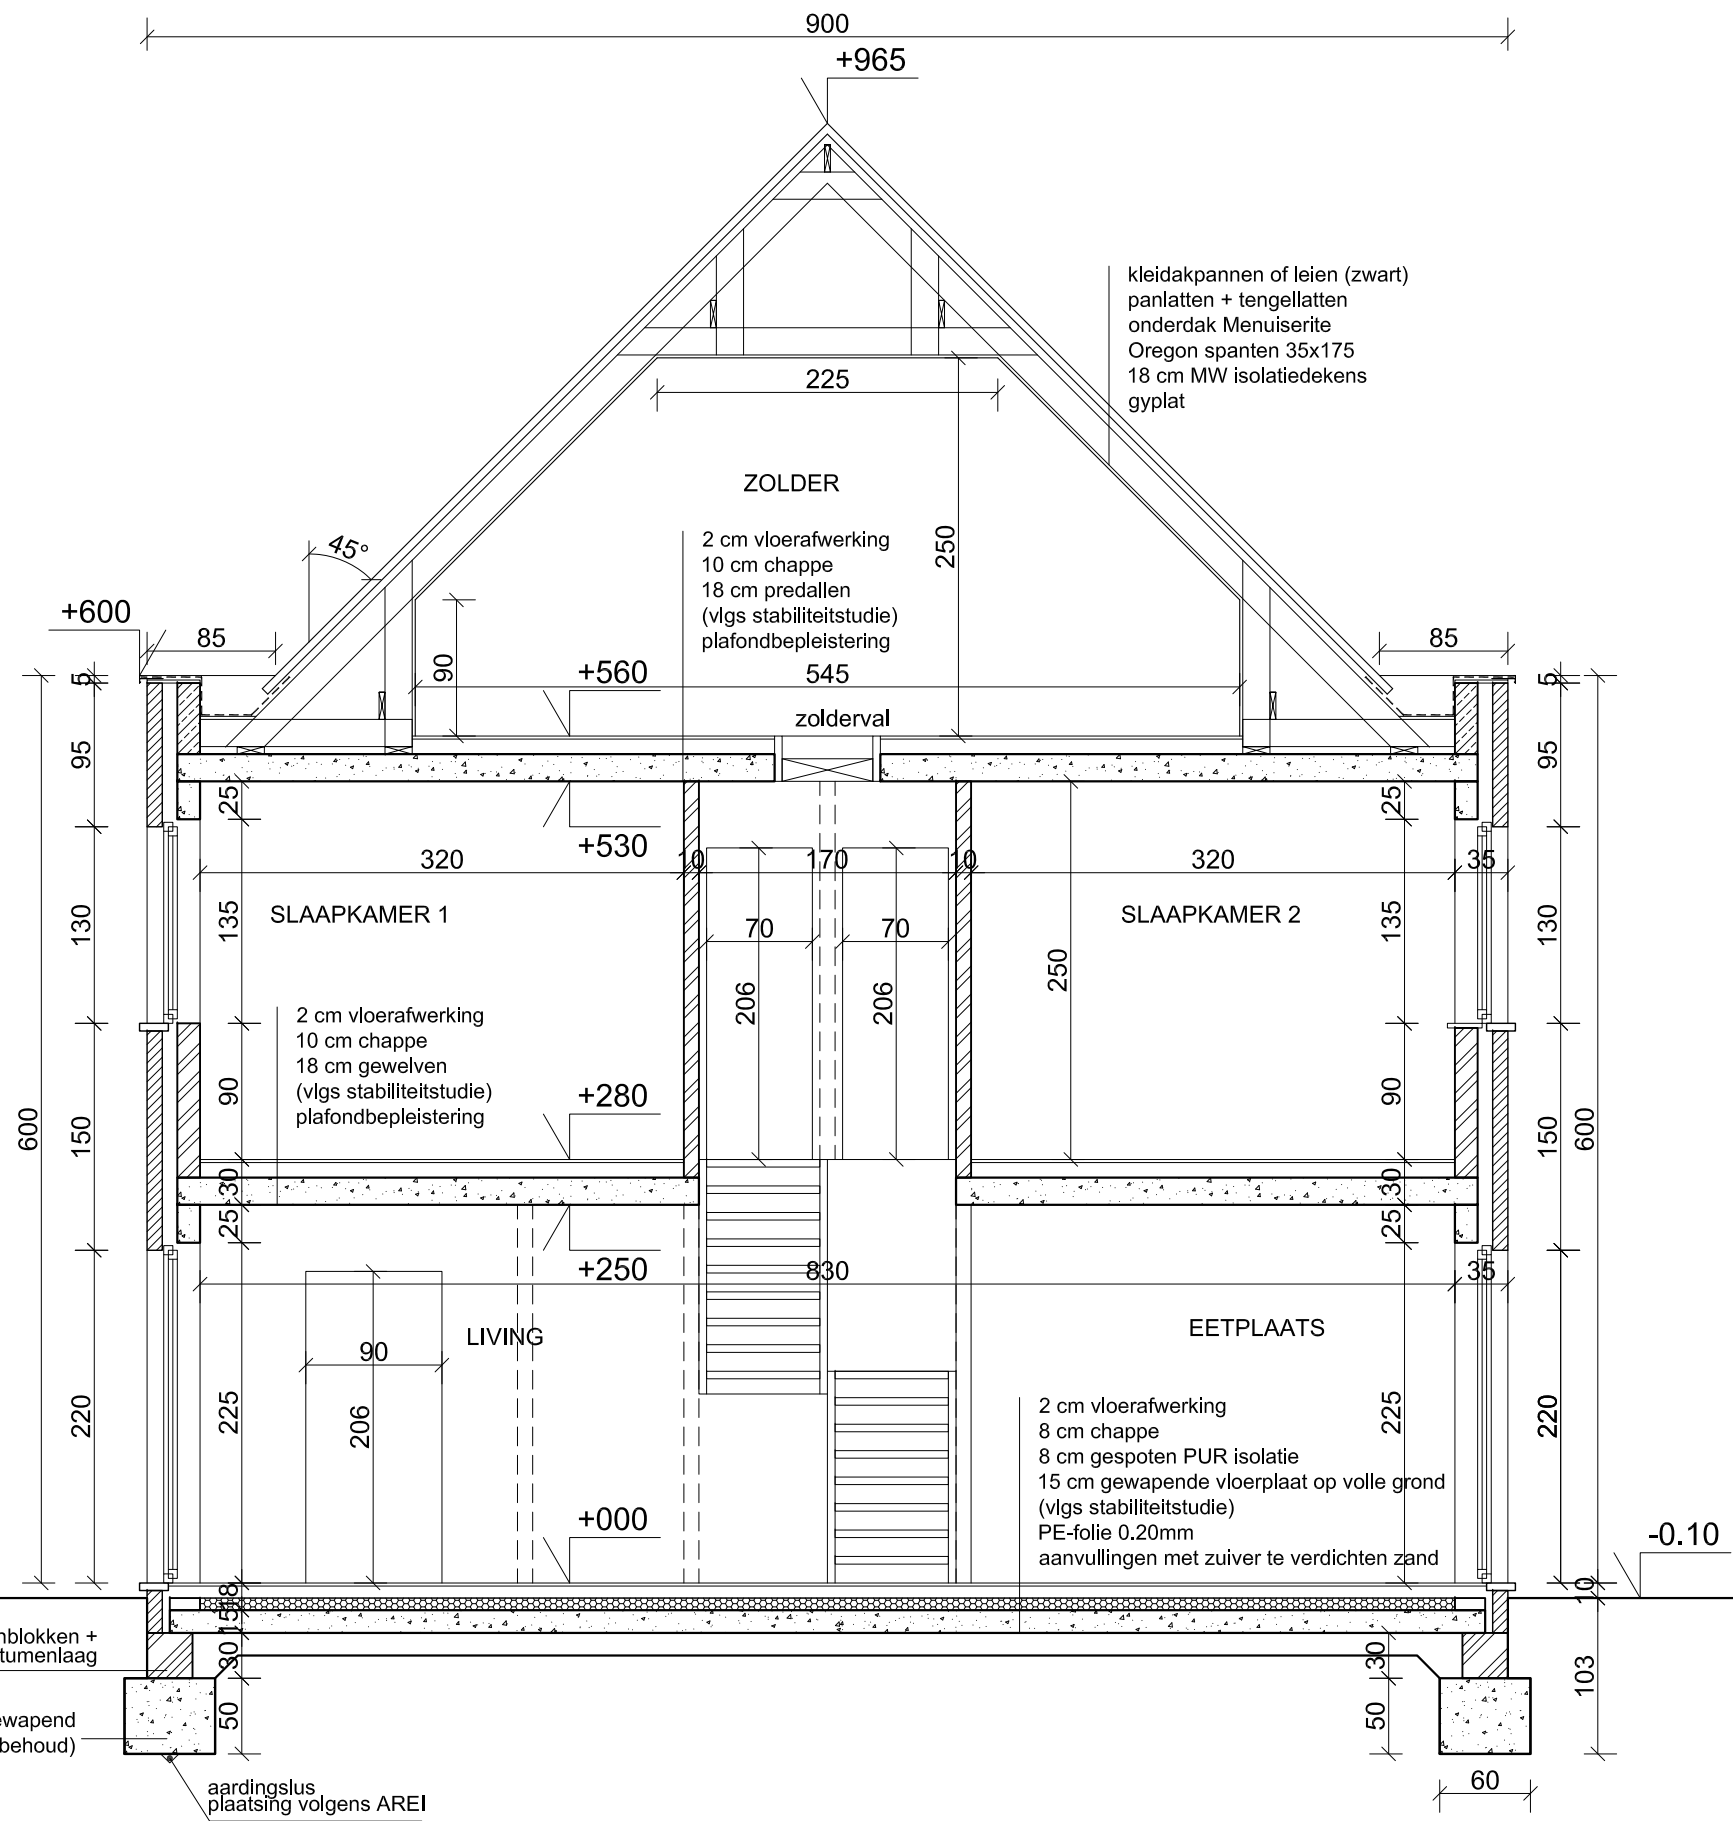 900
+965
kleidakpannen of leien (zwart)
panlatten + tengellatten
onderdak Menuiserite
Oregon spanten 35x175
18 cm MW isolatiedekens
gyplat
225
ZOLDER
2 cm vloerafwerking
10 cm chappe
18 cm predallen
(vlgs stabiliteitstudie)
plafondbepleistering
250
45°
+600
85
85
90
+560
545
zolderval
5
5
95
95
25
25
+530
320
10
170
10
320
35
SLAAPKAMER 1
SLAAPKAMER 2
130
135
70
70
135
130
206
206
250
2 cm vloerafwerking
10 cm chappe
18 cm gewelven
(vlgs stabiliteitstudie)
plafondbepleistering
+280
600
150
90
90
150
600
30
30
25
25
+250
830
35
LIVING
EETPLAATS
90
206
220
225
225
220
2 cm vloerafwerking
8 cm chappe
8 cm gespoten PUR isolatie
15 cm gewapende vloerplaat op volle grond
(vlgs stabiliteitstudie)
PE-folie 0.20mm
aanvullingen met zuiver te verdichten zand
+000
-0.10
18
15
10
nblokken +
tumenlaag
30
30
103
ewapend
behoud)
50
50
60
aardingslus
plaatsing volgens AREI